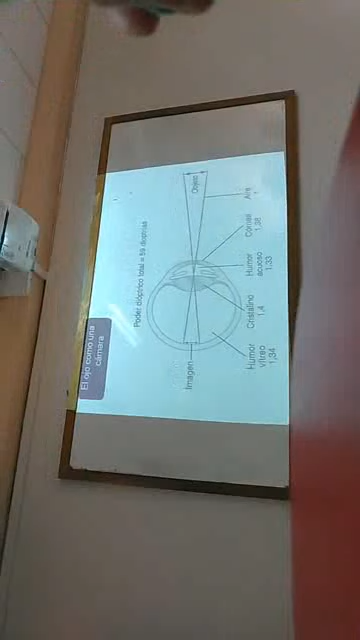 El ojo como una
cámara
Poder dióptrico total = 59 dioptrías
Imagen
Objeto
Humor
vítreo
1,34
Cristalino
1,4
Humor
acuoso
1,33
Córnea
1,38
Aire
1